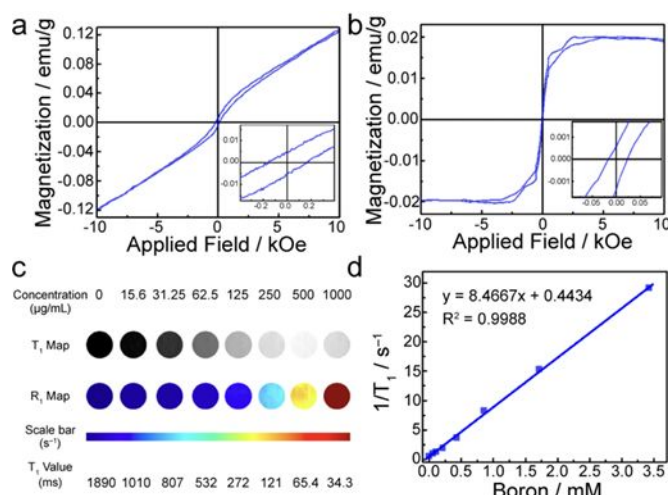 a
0.12
0.08
0.04
0.00
-0.04
-0.08
-0.12
Magnetization / emu/g
-10 -5 0 5 10
Applied Field / kOe
0.01
0.00
-0.01
-0.2 0.0 0.2
b
0.02
0.01
0.00
-0.01
-0.02
Magnetization / emu/g
-10 -5 0 5 10
Applied Field / kOe
0.001
0.000
-0.001
-0.05 0.00 0.05
c
Concentration 0 15.6 31.25 62.5 125 250 500 1000
(µg/mL)
T₁ Map
R₁ Map
Scale bar
(s⁻¹)
T₁ Value 1890 1010 807 532 272 121 65.4 34.3
(ms)
d
y = 8.4667x + 0.4434
R² = 0.9988
30
25
20
15
10
5
0
1/T₁ / s⁻¹
0.0 0.5 1.0 1.5 2.0 2.5 3.0 3.5
Boron / mM